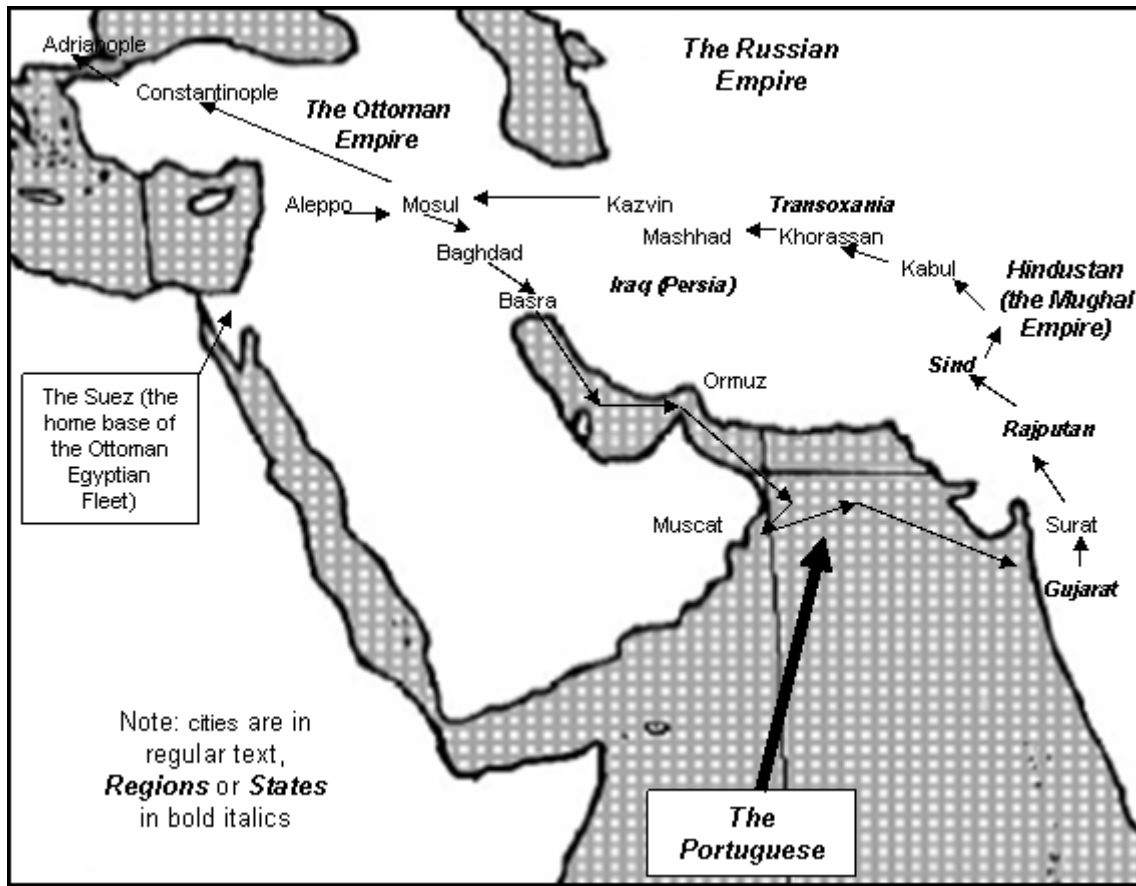 Adrianople
Constantinople
The Russian
Empire
The Ottoman
Empire
Aleppo
Mosul
Kazvin
Transoxania
Mashhad
Khorassan
Baghdad
Kabul
Iraq (Persia)
Basra
Hindustan
(the Mughal
Empire)
Sind
The Suez (the
home base of
the Ottoman
Egyptian
Fleet)
Ormuz
Rajputan
Muscat
Surat
Gujarat
Note: cities are in
regular text,
Regions or States
in bold italics
The
Portuguese